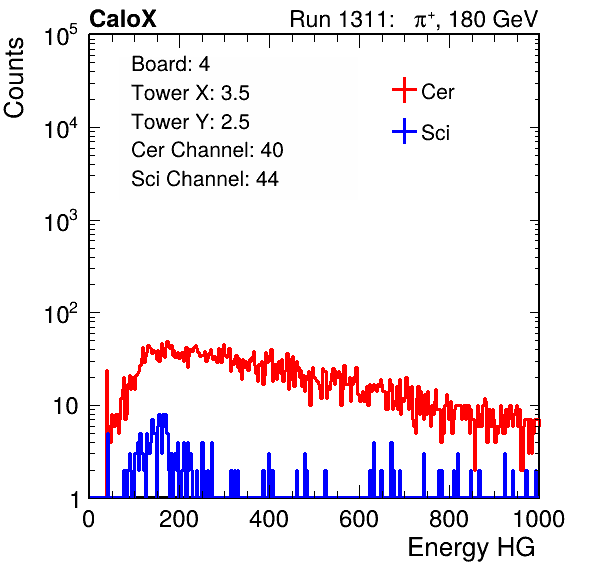 CaloX Run 1311: π⁺, 180 GeV
Counts
Board: 4
Tower X: 3.5
Tower Y: 2.5
Cer Channel: 40
Sci Channel: 44
Cer
Sci
10⁵
10⁴
10³
10²
10
1
0 200 400 600 800 1000
Energy HG